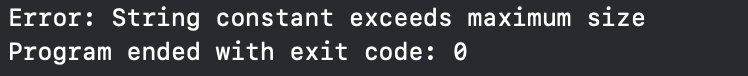 Error: String constant exceeds maximum size
Program ended with exit code: 0